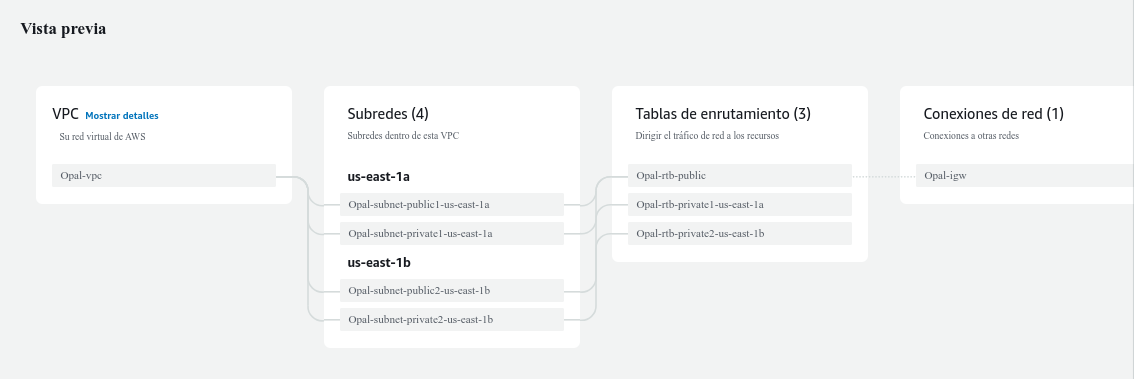 Vista previa
VPC Mostrar detalles
Su red virtual de AWS
Opal-vpc
Subredes (4)
Subredes dentro de esta VPC
us-east-1a
Opal-subnet-public1-us-east-1a
Opal-subnet-private1-us-east-1a
us-east-1b
Opal-subnet-public2-us-east-1b
Opal-subnet-private2-us-east-1b
Tablas de enrutamiento (3)
Dirigir el tráfico de red a los recursos
Opal-rtb-public
Opal-rtb-private1-us-east-1a
Opal-rtb-private2-us-east-1b
Conexiones de red (1)
Conexiones a otras redes
Opal-igw